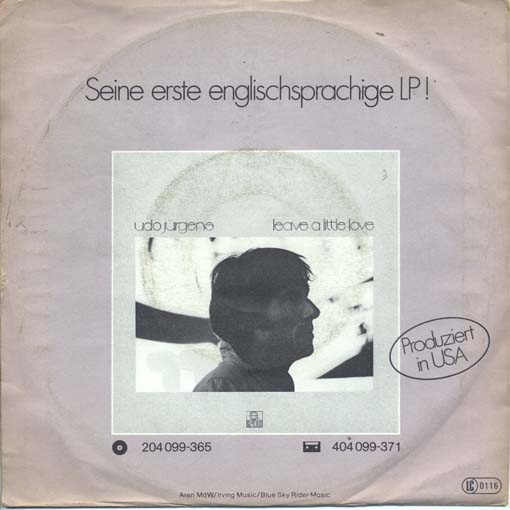 Seine erste englischsprachige LP!
udo jürgens leave a little love
Produziert
in USA
204 099-365 404 099-371
Aran MdW/Irving Music/Blue Sky Rider Music
LC 0116